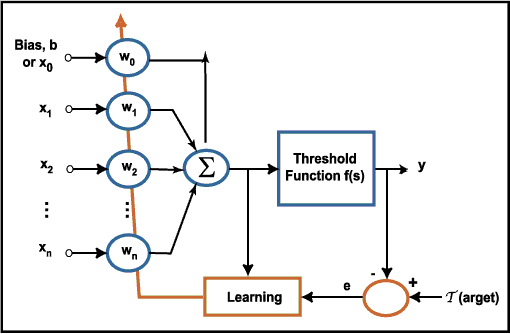 Bias, b
or x0
w0
x1
w1
x2
w2
Σ
Threshold
Function f(s)
y
...
...
xn
wn
Learning
e
-
+
T(arget)